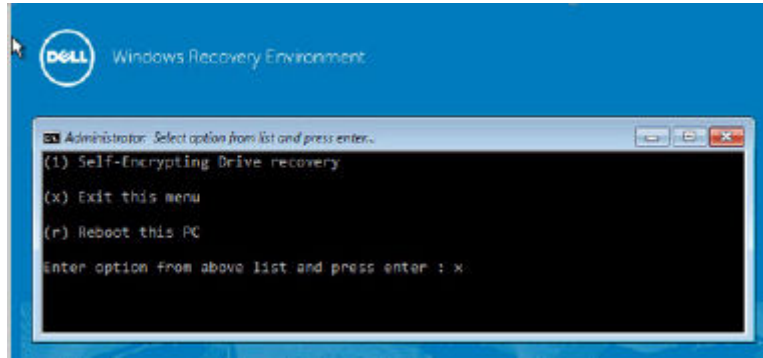 DELL
Windows Recovery Environment
Administrator: Select option from list and press enter..
(1) Self-Encrypting Drive recovery
(x) Exit this menu
(r) Reboot this PC
Enter option from above list and press enter : x